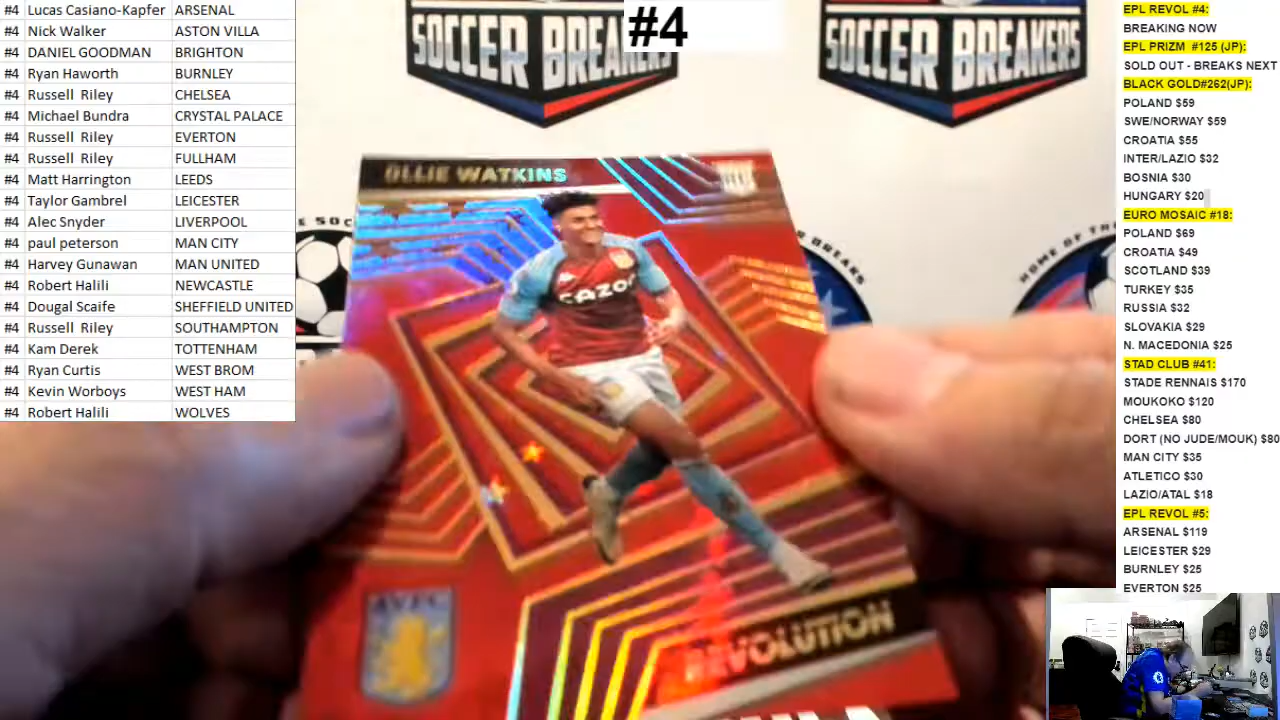 #4 Lucas Casiano-Kapfer ARSENAL
#4 Nick Walker ASTON VILLA
#4 DANIEL GOODMAN BRIGHTON
#4 Ryan Haworth BURNLEY
#4 Russell Riley CHELSEA
#4 Michael Bundra CRYSTAL PALACE
#4 Russell Riley EVERTON
#4 Russell Riley FULLHAM
#4 Matt Harrington LEEDS
#4 Taylor Gambrel LEICESTER
#4 Alec Snyder LIVERPOOL
#4 paul peterson MAN CITY
#4 Harvey Gunawan MAN UNITED
#4 Robert Halili NEWCASTLE
#4 Dougal Scaife SHEFFIELD UNITED
#4 Russell Riley SOUTHAMPTON
#4 Kam Derek TOTTENHAM
#4 Ryan Curtis WEST BROM
#4 Kevin Worboys WEST HAM
#4 Robert Halili WOLVES
#4
SOCCER BREAKERS
SOCCER BREAKERS
OLLIE WATKINS
CAZOO
AVFC
REVOLUTION
HOME OF THE
EPL REVOL #4:
BREAKING NOW
EPL PRIZM #125 (JP):
SOLD OUT - BREAKS NEXT
BLACK GOLD#262(JP):
POLAND $59
SWE/NORWAY $59
CROATIA $55
INTER/LAZIO $32
BOSNIA $30
HUNGARY $20
EURO MOSAIC #18:
POLAND $69
CROATIA $49
SCOTLAND $39
TURKEY $35
RUSSIA $32
SLOVAKIA $29
N. MACEDONIA $25
STAD CLUB #41:
STADE RENNAIS $170
MOUKOKO $120
CHELSEA $80
DORT (NO JUDE/MOUK) $80
MAN CITY $35
ATLETICO $30
LAZIO/ATAL $18
EPL REVOL #5:
ARSENAL $119
LEICESTER $29
BURNLEY $25
EVERTON $25